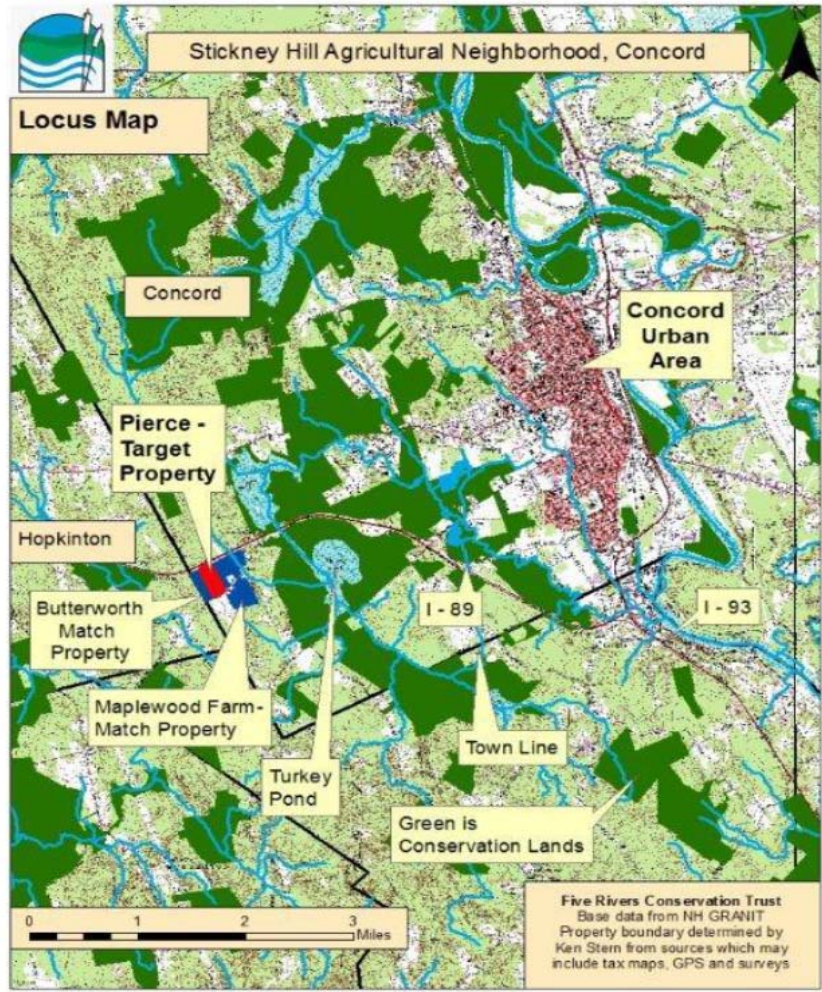 Stickney Hill Agricultural Neighborhood, Concord
Locus Map
Concord
Concord
Urban
Area
Pierce -
Target
Property
Hopkinton
Butterworth
Match
Property
I - 89
I - 93
Maplewood Farm-
Match Property
Town Line
Turkey
Pond
Green is
Conservation Lands
0 1 2 3
Miles
Five Rivers Conservation Trust
Base data from NH GRANIT
Property boundary determined by
Ken Stern from sources which may
include tax maps, GPS and surveys